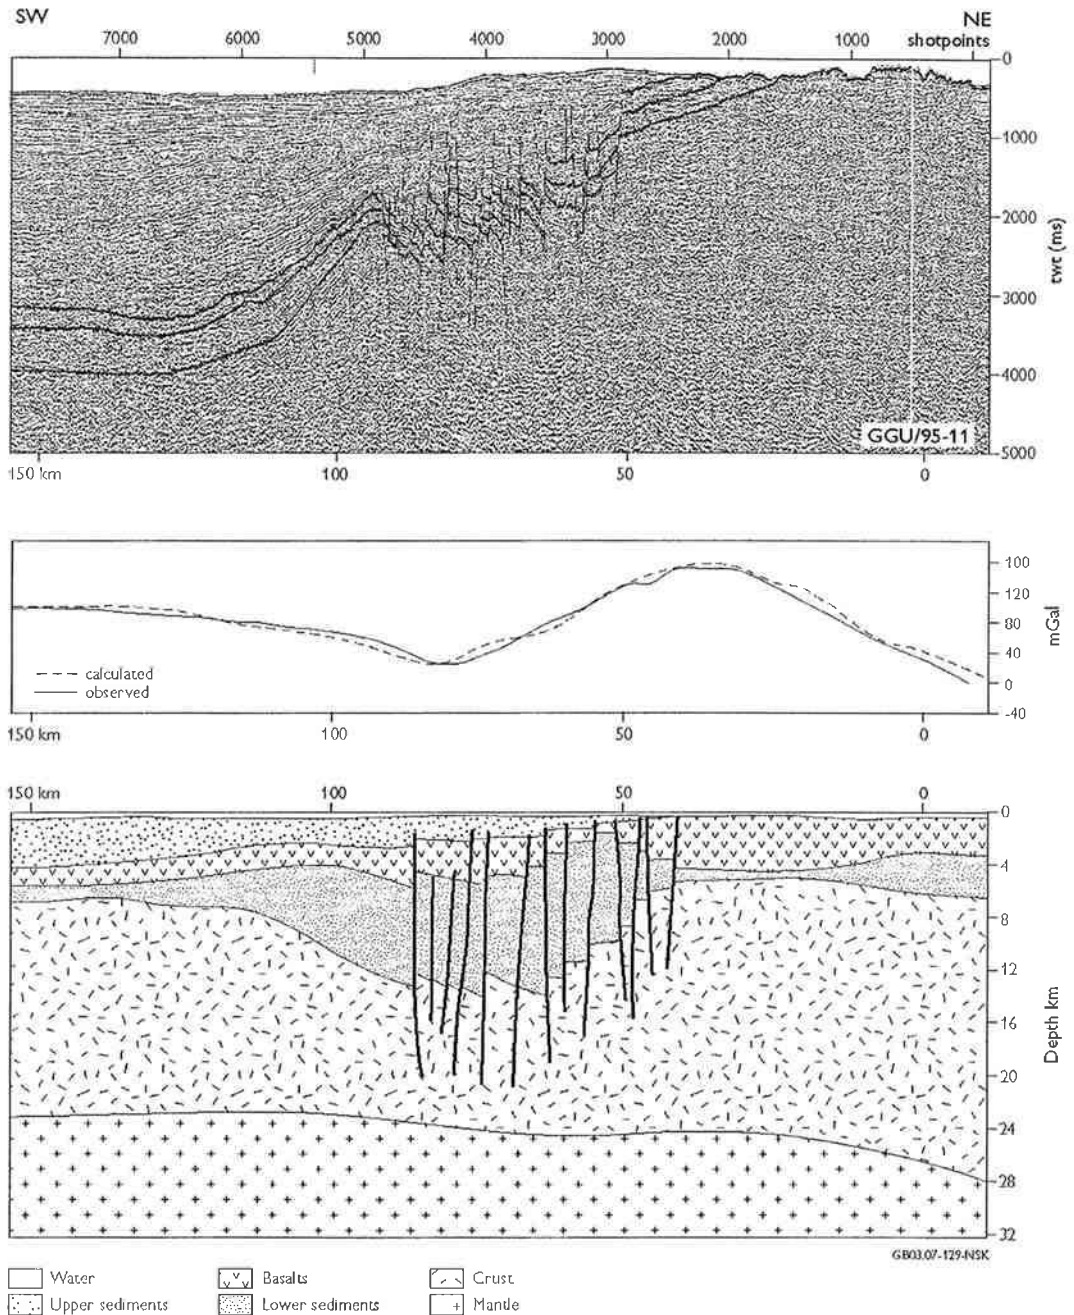 SW NE
7000 6000 5000 4000 3000 2000 1000 shotpoints
0
1000
2000
3000
4000
5000
twt (ms)
GGU/95-11
150 km 100 50 0
100
120
80
40
0
-40
mGal
calculated
observed
150 km 100 50 0
150 km 100 50 0
0
4
8
12
16
20
24
28
32
Depth km
GB03.07-129-NSK
Water Basalts Crust
Upper sediments Lower sediments Mantle